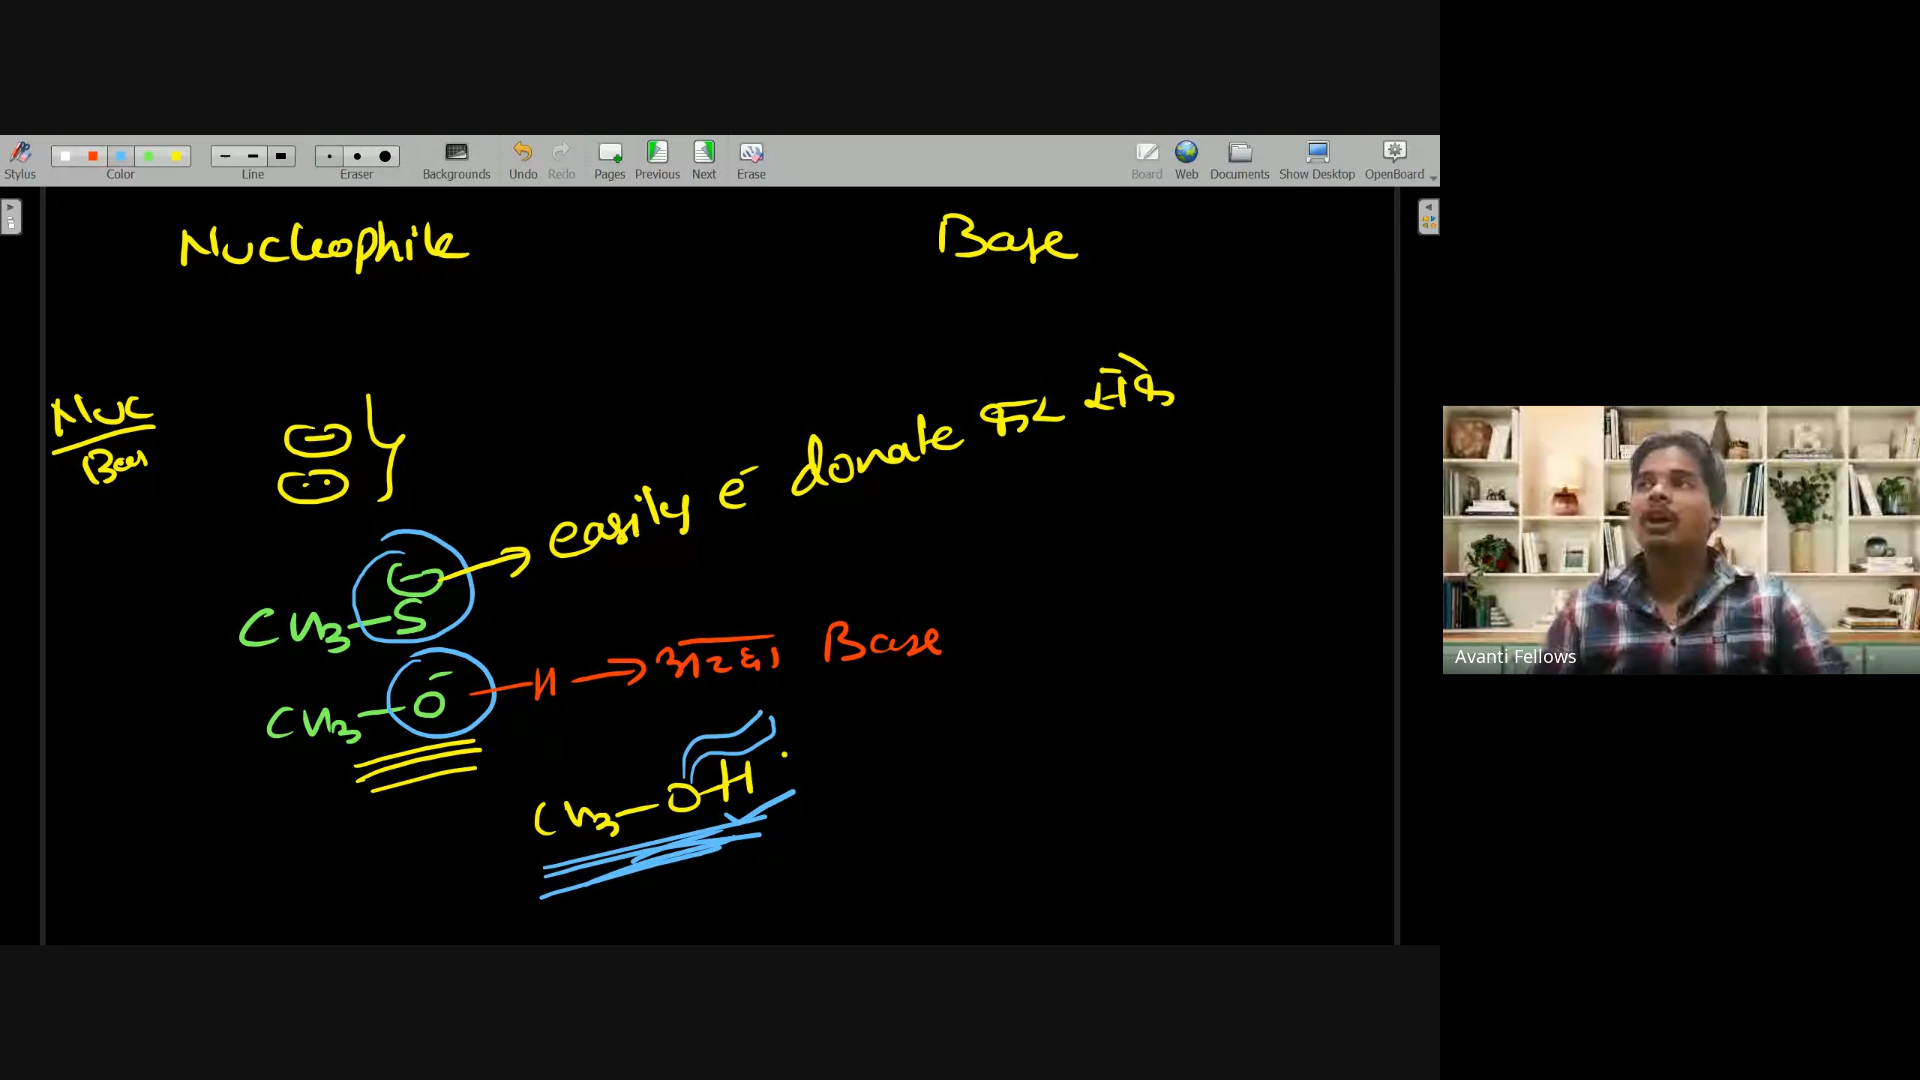 Stylus
Color
Line
Eraser
Backgrounds
Undo
Redo
Pages
Previous
Next
Erase
Board
Web
Documents
Show Desktop
OpenBoard
Nucleophile
Base
Nuc
easily e⁻ donate कर
CH3-S⊖
CH3-O⁻-H → अच्छा Base
CH3-OH
Avanti Fellows